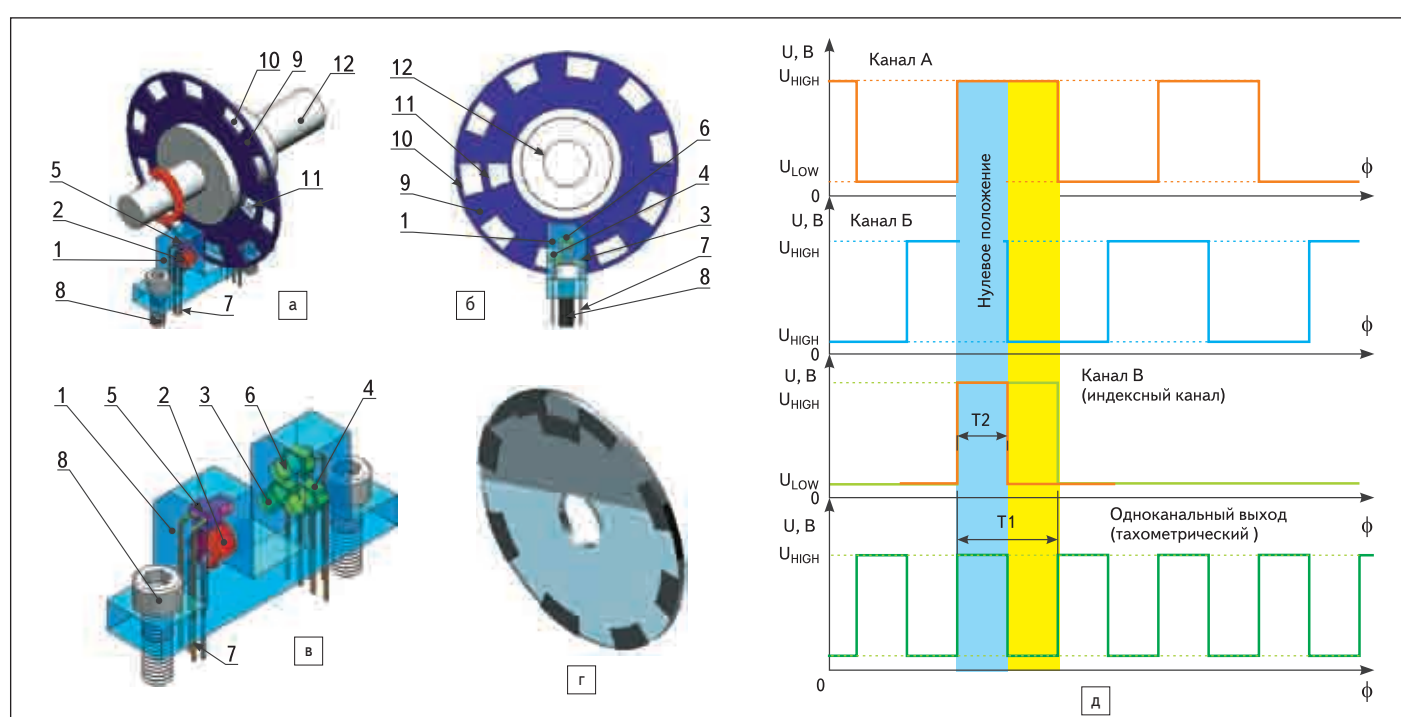 10
9
12
5
2
1
8
7
11
а
12
11
10
9
1
6
4
3
7
8
б
1
5
2
3
6
4
8
7
в
г
U, В
Канал А
UHIGH
ULOW
0
ϕ
U, В
Канал Б
UHIGH
UHIGH
0
ϕ
Нулевое положение
U, В
Канал В
(индексный канал)
UHIGH
T2
ULOW
0
ϕ
U, В
T1
Одноканальный выход
(тахометрический )
UHIGH
0
ϕ
д